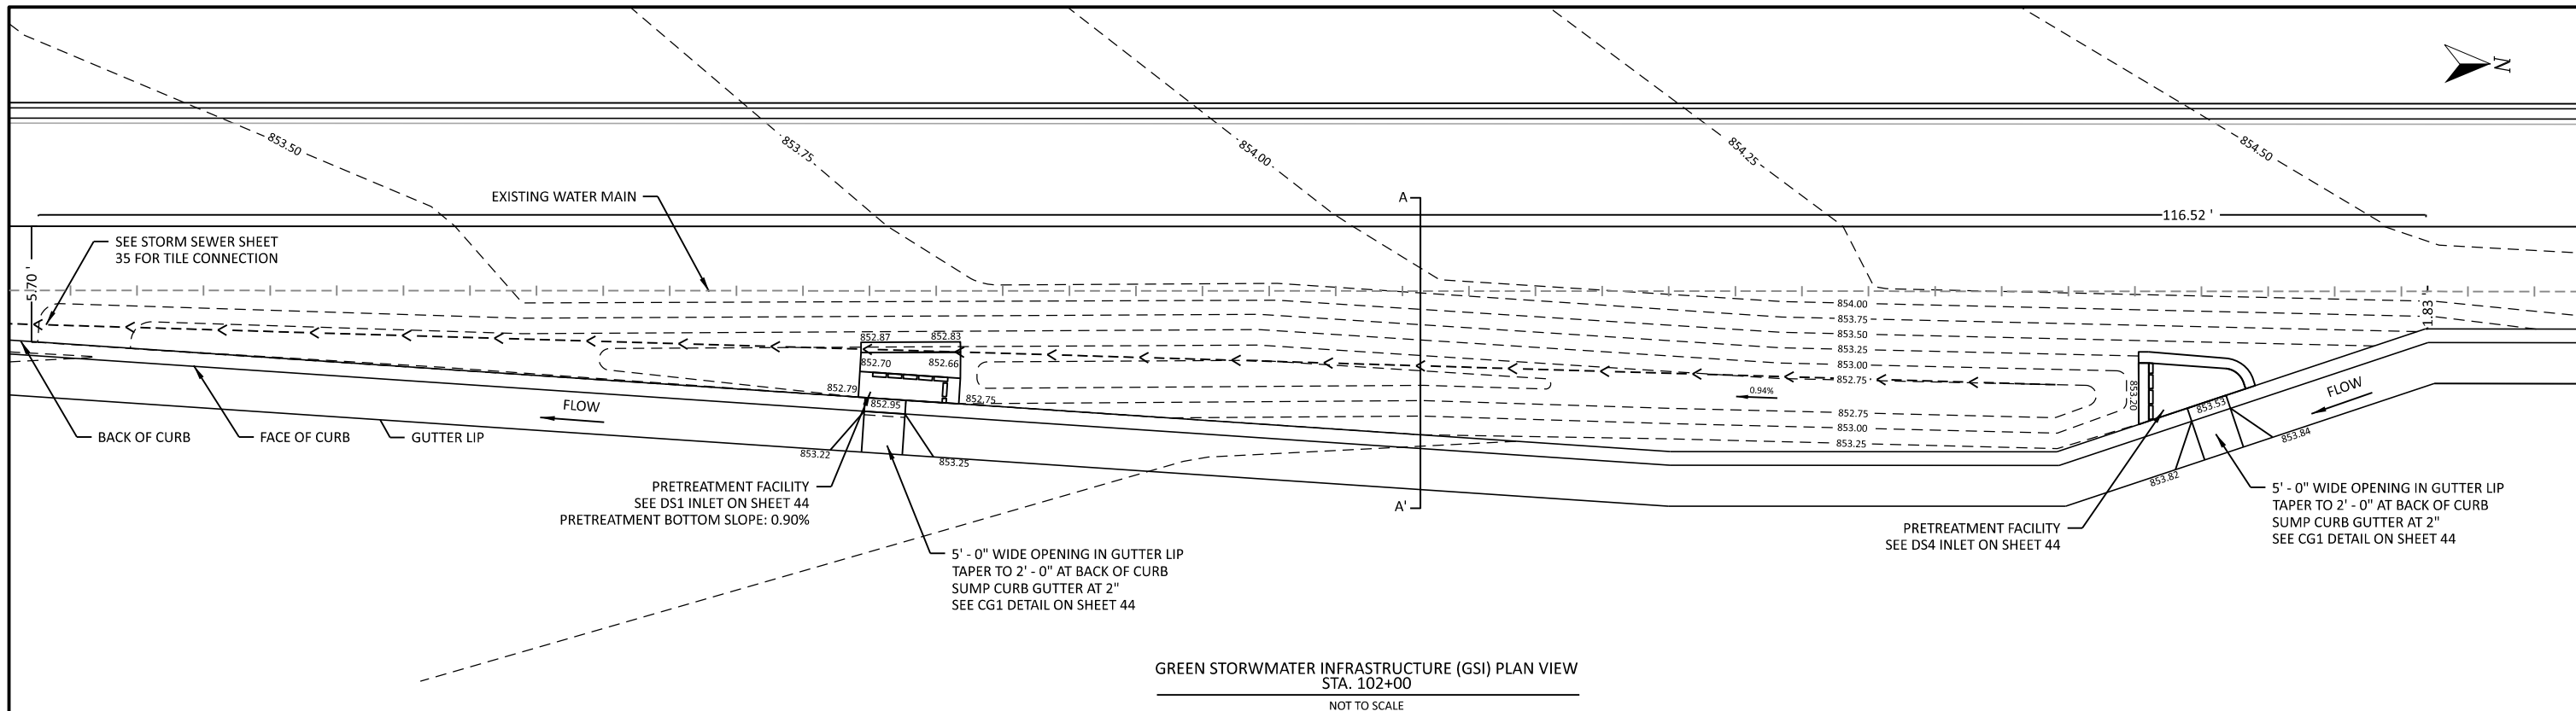 N
853.50
853.75
854.00
854.25
854.50
EXISTING WATER MAIN
A
116.52 '
SEE STORM SEWER SHEET
35 FOR TILE CONNECTION
5.70 '
1.83 '
854.00
853.75
853.50
853.25
853.00
852.75
0.94%
852.75
853.00
853.25
852.87
852.83
852.70
852.66
852.79
852.95
852.75
853.20
853.53
FLOW
FLOW
BACK OF CURB
FACE OF CURB
GUTTER LIP
853.22
853.25
853.84
853.82
A'
PRETREATMENT FACILITY
SEE DS1 INLET ON SHEET 44
PRETREATMENT BOTTOM SLOPE: 0.90%
5' - 0" WIDE OPENING IN GUTTER LIP
TAPER TO 2' - 0" AT BACK OF CURB
SUMP CURB GUTTER AT 2"
SEE CG1 DETAIL ON SHEET 44
PRETREATMENT FACILITY
SEE DS4 INLET ON SHEET 44
5' - 0" WIDE OPENING IN GUTTER LIP
TAPER TO 2' - 0" AT BACK OF CURB
SUMP CURB GUTTER AT 2"
SEE CG1 DETAIL ON SHEET 44
GREEN STORWMATER INFRASTRUCTURE (GSI) PLAN VIEW
STA. 102+00
NOT TO SCALE